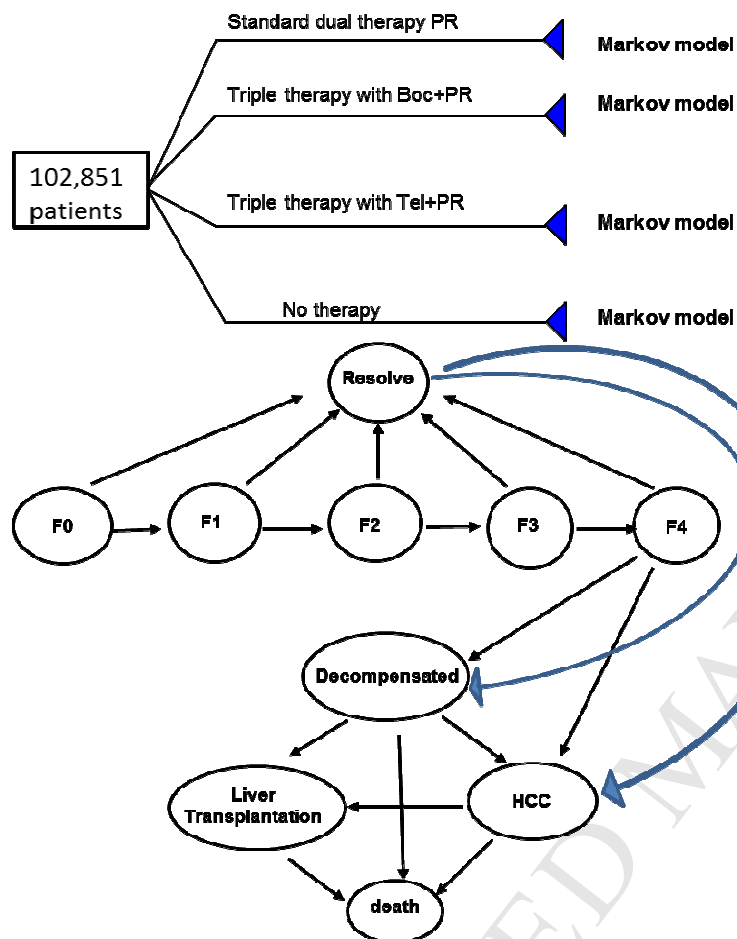 Standard dual therapy PR
Markov model
Triple therapy with Boc+PR
Markov model
102,851
patients
Triple therapy with Tel+PR
Markov model
No therapy
Markov model
Resolve
F0
F1
F2
F3
F4
Decompensated
Liver
Transplantation
HCC
death